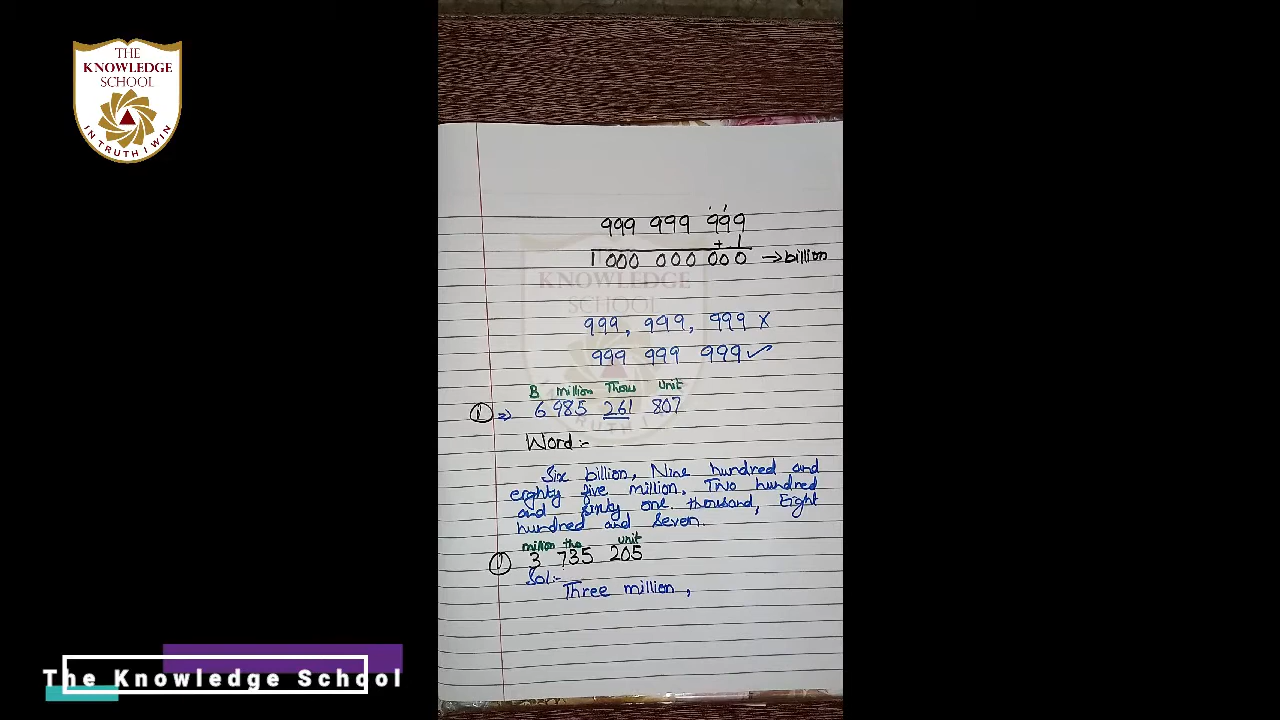 THE
KNOWLEDGE
SCHOOL
IN TRUTH I WIN
999 999 999
+ 1
1 000 000 000 → billion
KNOWLEDGE
SCHOOL
999, 999, 999 ✗
999 999 999 ✓
B million Thou unit
① ⇒ 6 985 261 807
TRUTH I
Word:-
Six billion, Nine hundred and
eighty five million, Two hundred
and sixty one thousand, Eight
hundred and Seven.
million tho unit
① 3 735 205
Sol:-
Three million ,
The Knowledge School